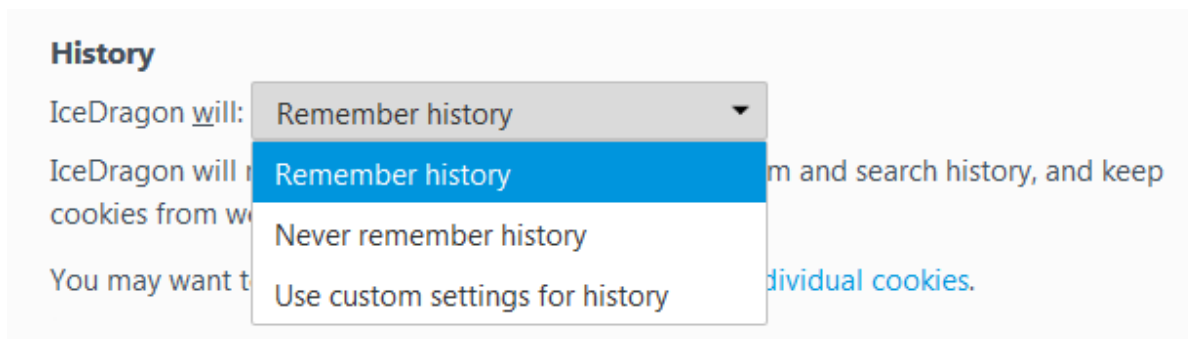 History
IceDragon will: Remember history
IceDragon will Remember history and search history, and keep
cookies from
Never remember history
You may want individual cookies.
Use custom settings for history